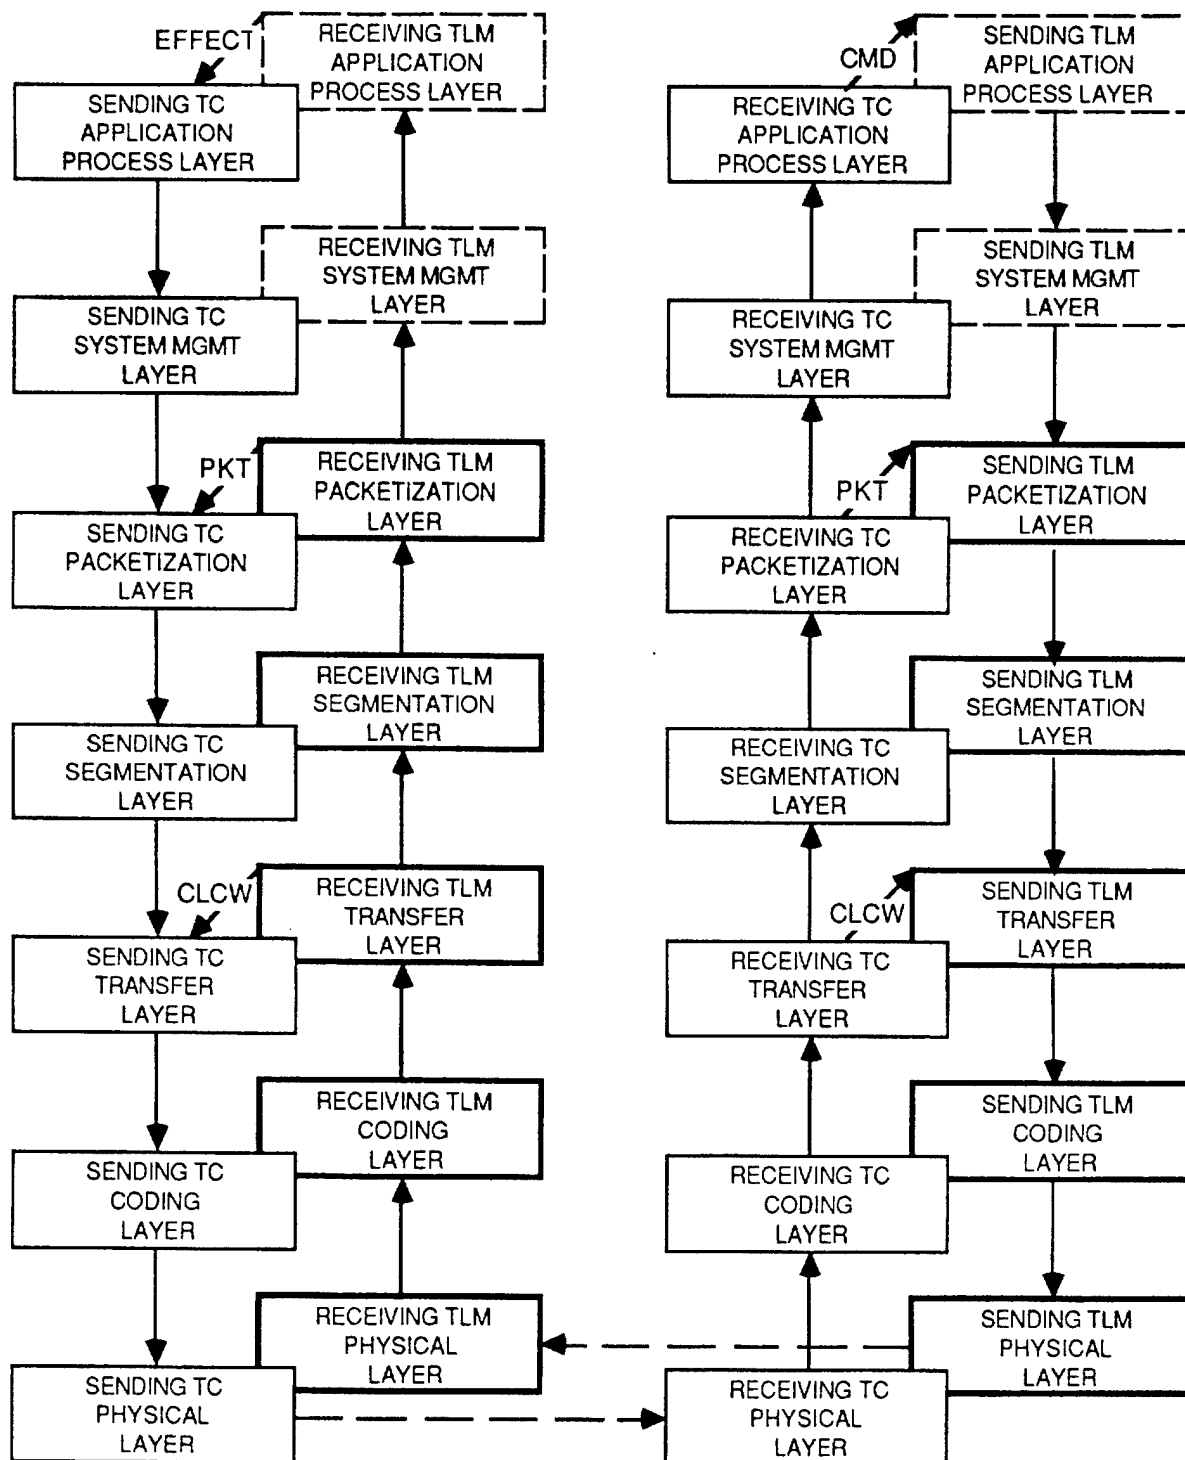 EFFECT
RECEIVING TLM
APPLICATION
PROCESS LAYER
SENDING TC
APPLICATION
PROCESS LAYER
RECEIVING TLM
SYSTEM MGMT
LAYER
SENDING TC
SYSTEM MGMT
LAYER
PKT
RECEIVING TLM
PACKETIZATION
LAYER
SENDING TC
PACKETIZATION
LAYER
RECEIVING TLM
SEGMENTATION
LAYER
SENDING TC
SEGMENTATION
LAYER
CLCW
RECEIVING TLM
TRANSFER
LAYER
SENDING TC
TRANSFER
LAYER
RECEIVING TLM
CODING
LAYER
SENDING TC
CODING
LAYER
RECEIVING TLM
PHYSICAL
LAYER
SENDING TC
PHYSICAL
LAYER
CMD
SENDING TLM
APPLICATION
PROCESS LAYER
RECEIVING TC
APPLICATION
PROCESS LAYER
SENDING TLM
SYSTEM MGMT
LAYER
RECEIVING TC
SYSTEM MGMT
LAYER
PKT
SENDING TLM
PACKETIZATION
LAYER
RECEIVING TC
PACKETIZATION
LAYER
SENDING TLM
SEGMENTATION
LAYER
RECEIVING TC
SEGMENTATION
LAYER
CLCW
SENDING TLM
TRANSFER
LAYER
RECEIVING TC
TRANSFER
LAYER
SENDING TLM
CODING
LAYER
RECEIVING TC
CODING
LAYER
SENDING TLM
PHYSICAL
LAYER
RECEIVING TC
PHYSICAL
LAYER